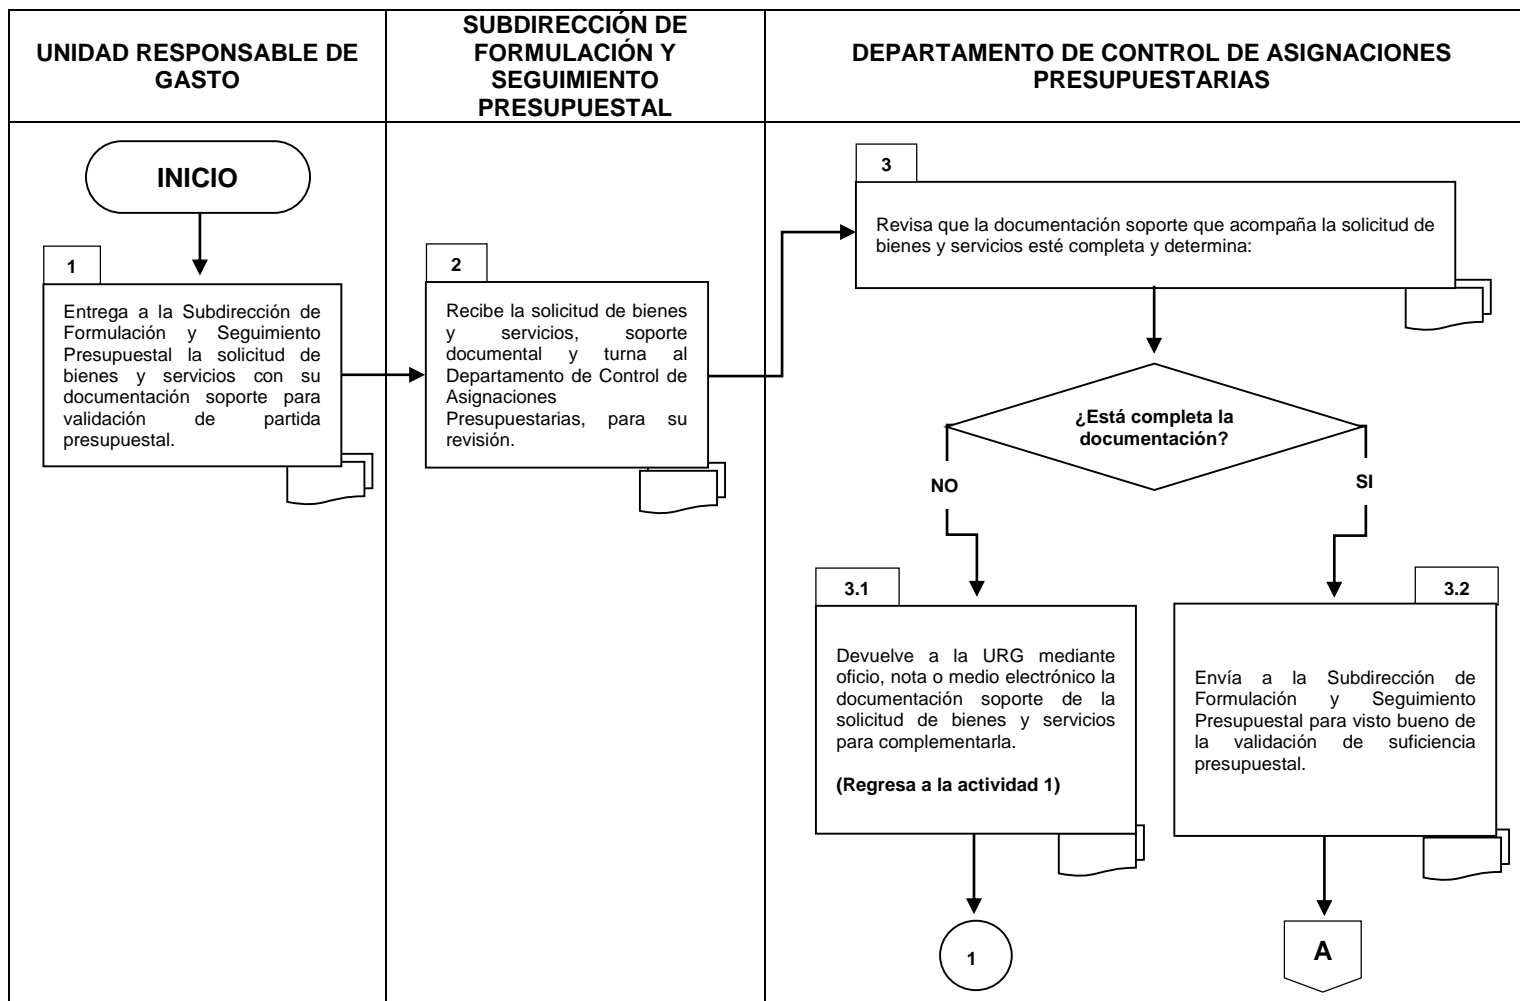 UNIDAD RESPONSABLE DE
GASTO
SUBDIRECCIÓN DE
FORMULACIÓN Y
SEGUIMIENTO
PRESUPUESTAL
DEPARTAMENTO DE CONTROL DE ASIGNACIONES
PRESUPUESTARIAS
INICIO
1
Entrega a la Subdirección de
Formulación y Seguimiento
Presupuestal la solicitud de
bienes y servicios con su
documentación soporte para
validación de partida
presupuestal.
2
Recibe la solicitud de bienes
y servicios, soporte
documental y turna al
Departamento de Control de
Asignaciones
Presupuestarias, para su
revisión.
3
Revisa que la documentación soporte que acompaña la solicitud de
bienes y servicios esté completa y determina:
¿Está completa la
documentación?
NO
SI
3.1
Devuelve a la URG mediante
oficio, nota o medio electrónico la
documentación soporte de la
solicitud de bienes y servicios
para complementarla.
(Regresa a la actividad 1)
3.2
Envía a la Subdirección de
Formulación y Seguimiento
Presupuestal para visto bueno de
la validación de suficiencia
presupuestal.
1
A